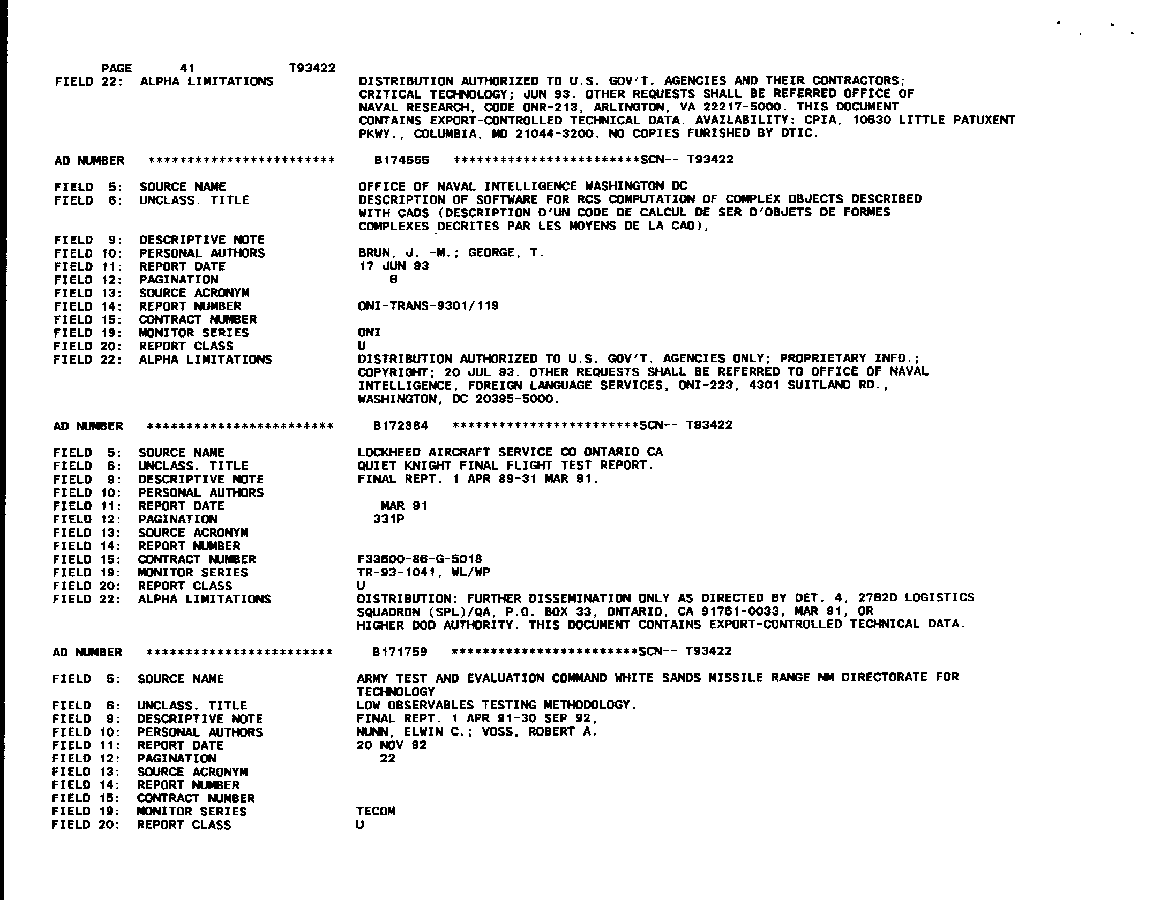 PAGE 41 T93422
FIELD 22: ALPHA LIMITATIONS DISTRIBUTION AUTHORIZED TO U.S. GOV'T. AGENCIES AND THEIR CONTRACTORS;
CRITICAL TECHNOLOGY; JUN 93. OTHER REQUESTS SHALL BE REFERRED OFFICE OF
NAVAL RESEARCH, CODE ONR-213, ARLINGTON, VA 22217-5000. THIS DOCUMENT
CONTAINS EXPORT-CONTROLLED TECHNICAL DATA. AVAILABILITY: CPIA, 10630 LITTLE PATUXENT
PKWY., COLUMBIA, MD 21044-3200. NO COPIES FURISHED BY DTIC.
AD NUMBER ************************ B174555 ************************SCN-- T93422
FIELD 5: SOURCE NAME OFFICE OF NAVAL INTELLIGENCE WASHINGTON DC
FIELD 6: UNCLASS. TITLE DESCRIPTION OF SOFTWARE FOR RCS COMPUTATION OF COMPLEX OBJECTS DESCRIBED
WITH CADS (DESCRIPTION D'UN CODE DE CALCUL DE SER D'OBJETS DE FORMES
COMPLEXES DECRITES PAR LES MOYENS DE LA CAO),
FIELD 9: DESCRIPTIVE NOTE
FIELD 10: PERSONAL AUTHORS BRUN, J. -M.; GEORGE, T.
FIELD 11: REPORT DATE 17 JUN 93
FIELD 12: PAGINATION 8
FIELD 13: SOURCE ACRONYM
FIELD 14: REPORT NUMBER ONI-TRANS-9301/119
FIELD 15: CONTRACT NUMBER
FIELD 19: MONITOR SERIES ONI
FIELD 20: REPORT CLASS U
FIELD 22: ALPHA LIMITATIONS DISTRIBUTION AUTHORIZED TO U.S. GOV'T. AGENCIES ONLY; PROPRIETARY INFO.;
COPYRIGHT; 20 JUL 93. OTHER REQUESTS SHALL BE REFERRED TO OFFICE OF NAVAL
INTELLIGENCE, FOREIGN LANGUAGE SERVICES, ONI-223, 4301 SUITLAND RD.,
WASHINGTON, DC 20395-5000.
AD NUMBER ************************ B172384 ************************SCN-- T93422
FIELD 5: SOURCE NAME LOCKHEED AIRCRAFT SERVICE CO ONTARIO CA
FIELD 6: UNCLASS. TITLE QUIET KNIGHT FINAL FLIGHT TEST REPORT.
FIELD 9: DESCRIPTIVE NOTE FINAL REPT. 1 APR 89-31 MAR 91.
FIELD 10: PERSONAL AUTHORS
FIELD 11: REPORT DATE MAR 91
FIELD 12: PAGINATION 331P
FIELD 13: SOURCE ACRONYM
FIELD 14: REPORT NUMBER
FIELD 15: CONTRACT NUMBER F33600-86-G-5018
FIELD 19: MONITOR SERIES TR-93-1041, WL/WP
FIELD 20: REPORT CLASS U
FIELD 22: ALPHA LIMITATIONS DISTRIBUTION: FURTHER DISSEMINATION ONLY AS DIRECTED BY DET. 4, 2762D LOGISTICS
SQUADRON (SPL)/QA, P.O. BOX 33, ONTARIO, CA 91761-0033, MAR 91, OR
HIGHER DOD AUTHORITY. THIS DOCUMENT CONTAINS EXPORT-CONTROLLED TECHNICAL DATA.
AD NUMBER ************************ B171759 ************************SCN-- T93422
FIELD 5: SOURCE NAME ARMY TEST AND EVALUATION COMMAND WHITE SANDS MISSILE RANGE NM DIRECTORATE FOR
TECHNOLOGY
FIELD 6: UNCLASS. TITLE LOW OBSERVABLES TESTING METHODOLOGY.
FIELD 9: DESCRIPTIVE NOTE FINAL REPT. 1 APR 91-30 SEP 92,
FIELD 10: PERSONAL AUTHORS NUNN, ELWIN C.; VOSS, ROBERT A.
FIELD 11: REPORT DATE 20 NOV 92
FIELD 12: PAGINATION 22
FIELD 13: SOURCE ACRONYM
FIELD 14: REPORT NUMBER
FIELD 15: CONTRACT NUMBER
FIELD 19: MONITOR SERIES TECOM
FIELD 20: REPORT CLASS U